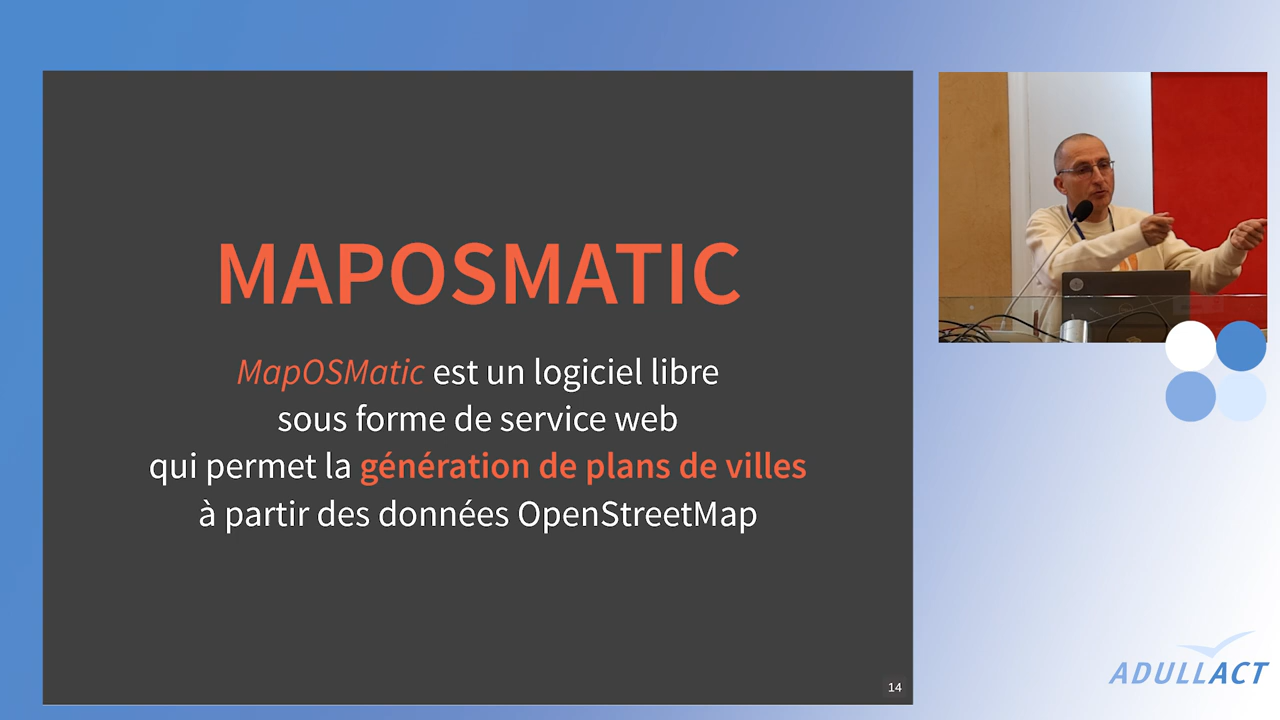 MAPOSMATIC
MapOSMatic est un logiciel libre
sous forme de service web
qui permet la génération de plans de villes
à partir des données OpenStreetMap
14
ADULLACT